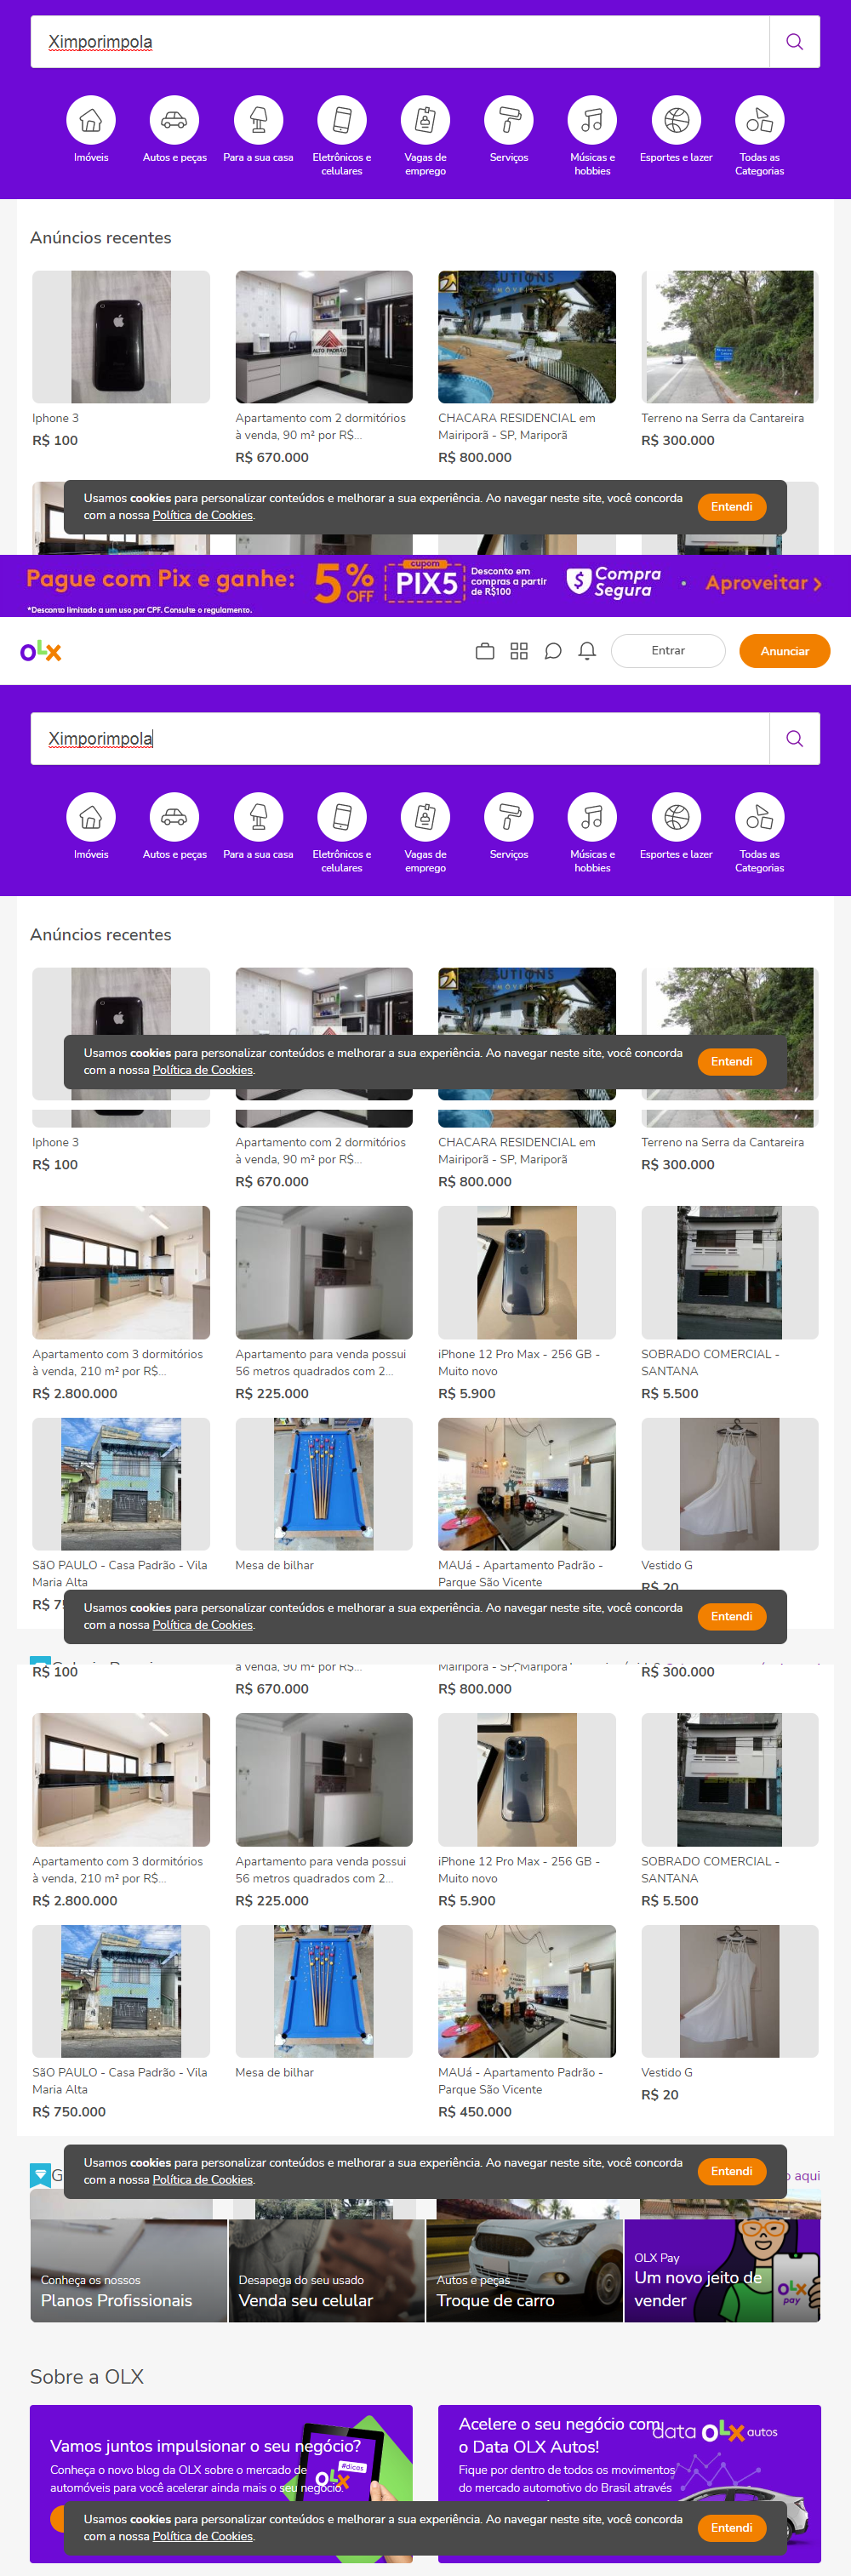 Ximporimpola
Imóveis
Autos e peças
Para a sua casa
Eletrônicos e
celulares
Vagas de
emprego
Serviços
Músicas e
hobbies
Esportes e lazer
Todas as
Categorias
Anúncios recentes
ALTO PADRÃO
IMÓVEIS
Iphone 3
R$ 100
Apartamento com 2 dormitórios
à venda, 90 m² por R$...
R$ 670.000
CHACARA RESIDENCIAL em
Mairiporã - SP, Mariporã
R$ 800.000
Terreno na Serra da Cantareira
R$ 300.000
Usamos cookies para personalizar conteúdos e melhorar a sua experiência. Ao navegar neste site, você concorda
com a nossa Política de Cookies.
Entendi
Pague com Pix e ganhe:
5% OFF
cupom
PIX5
Desconto em
compras a partir
de R$100
Compra
Segura
Aproveitar >
*Desconto limitado a um uso por CPF. Consulte o regulamento.
OLX
Entrar
Anunciar
Ximporimpola
Imóveis
Autos e peças
Para a sua casa
Eletrônicos e
celulares
Vagas de
emprego
Serviços
Músicas e
hobbies
Esportes e lazer
Todas as
Categorias
Anúncios recentes
IMÓVEIS
Usamos cookies para personalizar conteúdos e melhorar a sua experiência. Ao navegar neste site, você concorda
com a nossa Política de Cookies.
Entendi
Iphone 3
R$ 100
Apartamento com 2 dormitórios
à venda, 90 m² por R$...
R$ 670.000
CHACARA RESIDENCIAL em
Mairiporã - SP, Mariporã
R$ 800.000
Terreno na Serra da Cantareira
R$ 300.000
Apartamento com 3 dormitórios
à venda, 210 m² por R$...
R$ 2.800.000
Apartamento para venda possui
56 metros quadrados com 2...
R$ 225.000
iPhone 12 Pro Max - 256 GB -
Muito novo
R$ 5.900
SOBRADO COMERCIAL -
SANTANA
R$ 5.500
SãO PAULO - Casa Padrão - Vila
Maria Alta
Mesa de bilhar
MAUá - Apartamento Padrão -
Parque São Vicente
Vestido G
R$ 20
Usamos cookies para personalizar conteúdos e melhorar a sua experiência. Ao navegar neste site, você concorda
com a nossa Política de Cookies.
Entendi
R$ 100
à venda, 90 m² por R$...
R$ 670.000
Mairiporã - SP, Mariporã
R$ 800.000
R$ 300.000
Apartamento com 3 dormitórios
à venda, 210 m² por R$...
R$ 2.800.000
Apartamento para venda possui
56 metros quadrados com 2...
R$ 225.000
iPhone 12 Pro Max - 256 GB -
Muito novo
R$ 5.900
SOBRADO COMERCIAL -
SANTANA
R$ 5.500
SãO PAULO - Casa Padrão - Vila
Maria Alta
R$ 750.000
Mesa de bilhar
MAUá - Apartamento Padrão -
Parque São Vicente
R$ 450.000
Vestido G
R$ 20
Usamos cookies para personalizar conteúdos e melhorar a sua experiência. Ao navegar neste site, você concorda
com a nossa Política de Cookies.
Entendi
aqui
Conheça os nossos
Planos Profissionais
Desapega do seu usado
Venda seu celular
Autos e peças
Troque de carro
OLX Pay
Um novo jeito de
vender
OLX
pay
Sobre a OLX
Vamos juntos impulsionar o seu negócio?
Conheça o novo blog da OLX sobre o mercado de
automóveis para você acelerar ainda mais o seu negócio.
#dicas
OLX
Acelere o seu negócio com
o Data OLX Autos!
Fique por dentro de todos os movimentos
do mercado automotivo do Brasil através
data OLX autos
Usamos cookies para personalizar conteúdos e melhorar a sua experiência. Ao navegar neste site, você concorda
com a nossa Política de Cookies.
Entendi